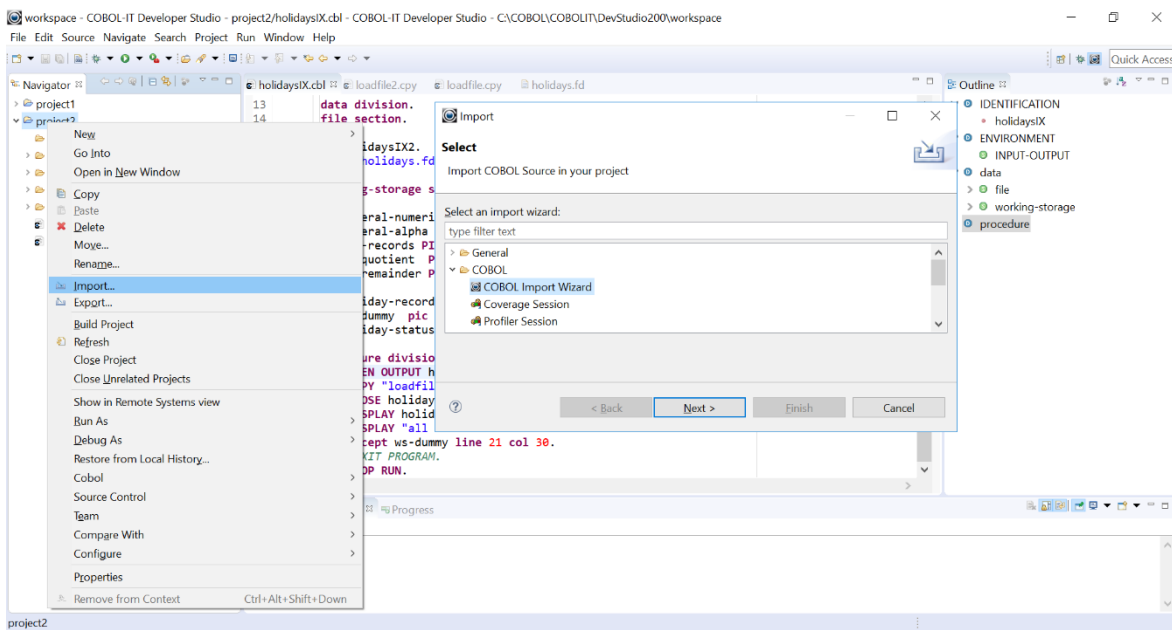 workspace - COBOL-IT Developer Studio - project2/holidaysIX.cbl - COBOL-IT Developer Studio - C:\COBOL\COBOLIT\DevStudio200\workspace
File Edit Source Navigate Search Project Run Window Help
Quick Access
Navigator
project1
project2
New
Go Into
Open in New Window
Copy
Paste
Delete
Move...
Rename...
Import...
Export...
Build Project
Refresh
Close Project
Close Unrelated Projects
Show in Remote Systems view
Run As
Debug As
Restore from Local History...
Cobol
Source Control
Team
Compare With
Configure
Properties
Remove from Context Ctrl+Alt+Shift+Down
holidaysIX.cbl loadfile2.cpy loadfile.cpy holidays.fd
13 data division.
14 file section.
idaysIX2.
holidays.fd
g-storage s
eral-numeri
eral-alpha
-records PI
quotient P
remainder P
iday-record
dummy pic
iday-status
ure divisio
EN OUTPUT h
PY "loadfil
OSE holiday
SPLAY holid
SPLAY "all
cept ws-dummy line 21 col 30.
XIT PROGRAM.
OP RUN.
Import
Select
Import COBOL Source in your project
Select an import wizard:
type filter text
General
COBOL
COBOL Import Wizard
Coverage Session
Profiler Session
< Back Next > Finish Cancel
Outline
IDENTIFICATION
holidaysIX
ENVIRONMENT
INPUT-OUTPUT
data
file
working-storage
procedure
Progress
project2